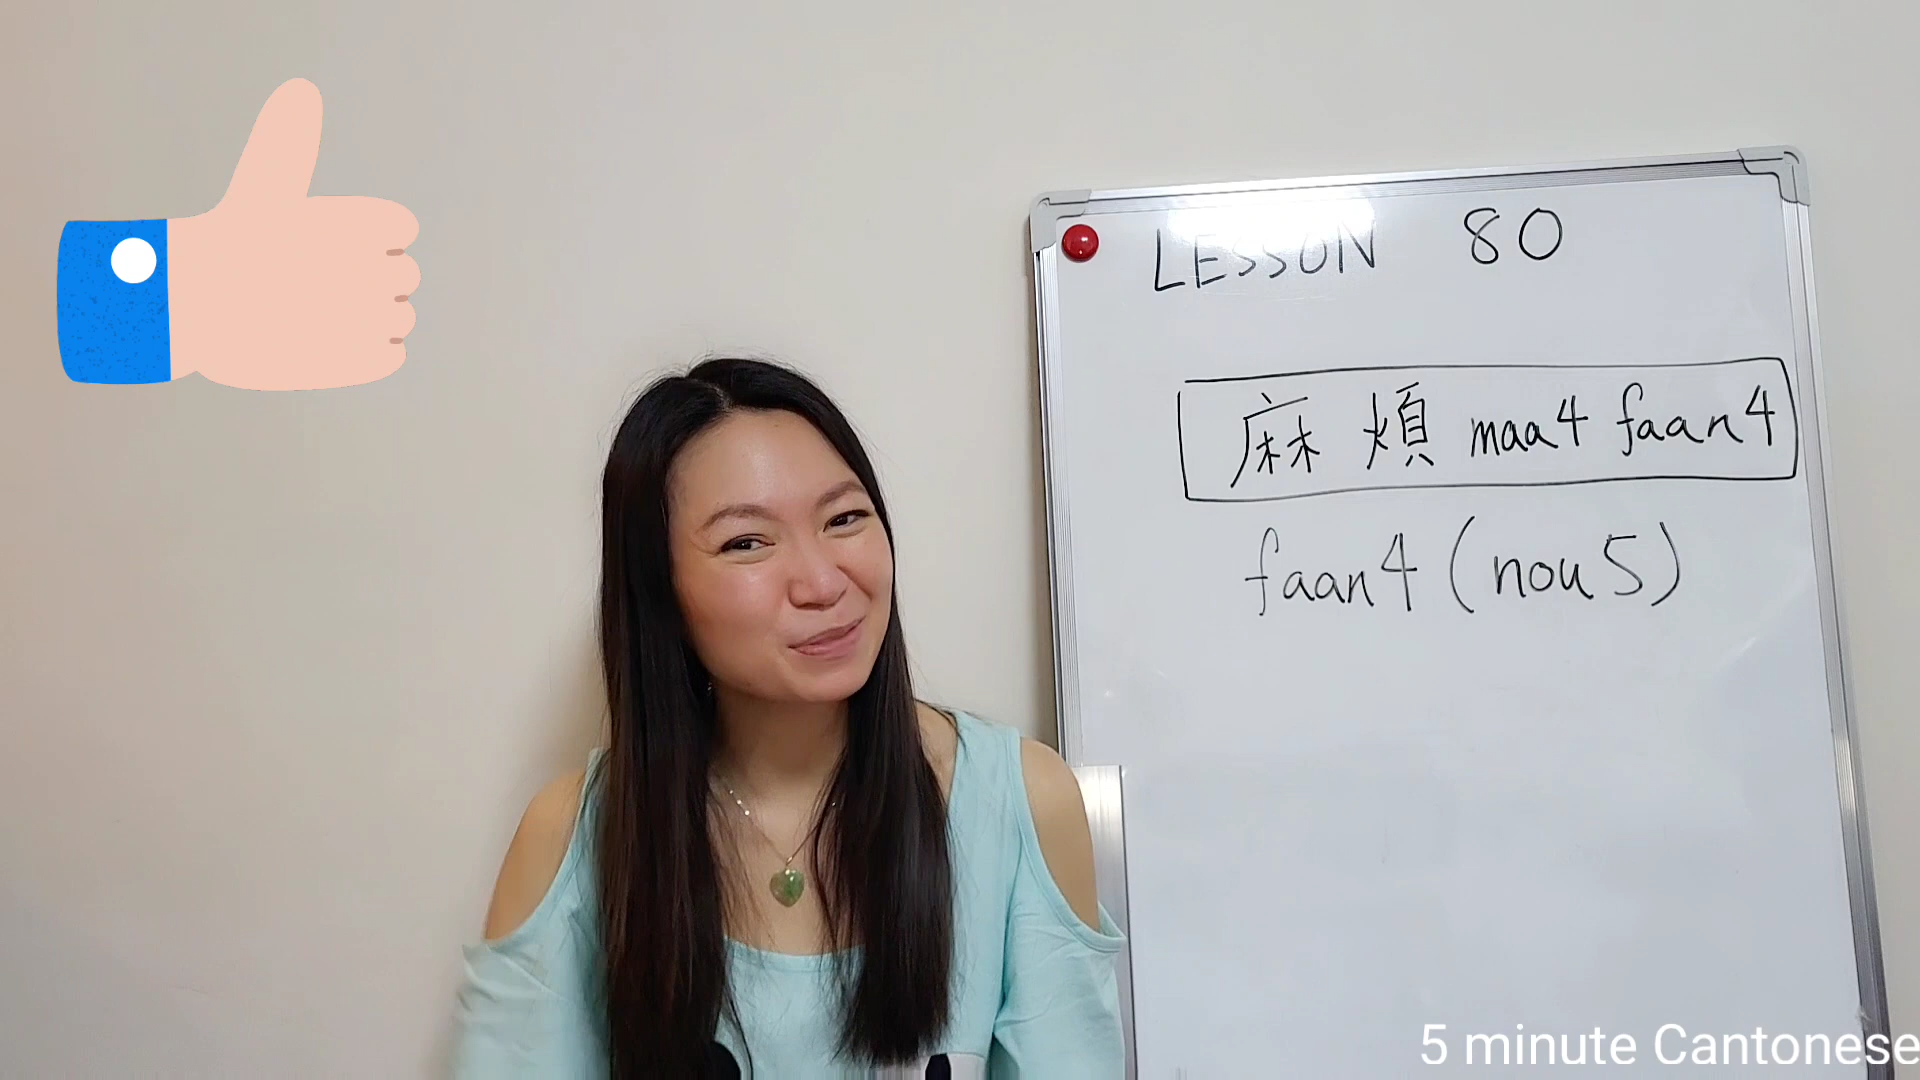 LESSON 80
麻煩 maa4 faan4
faan4 (nou5)
5 minute Cantonese